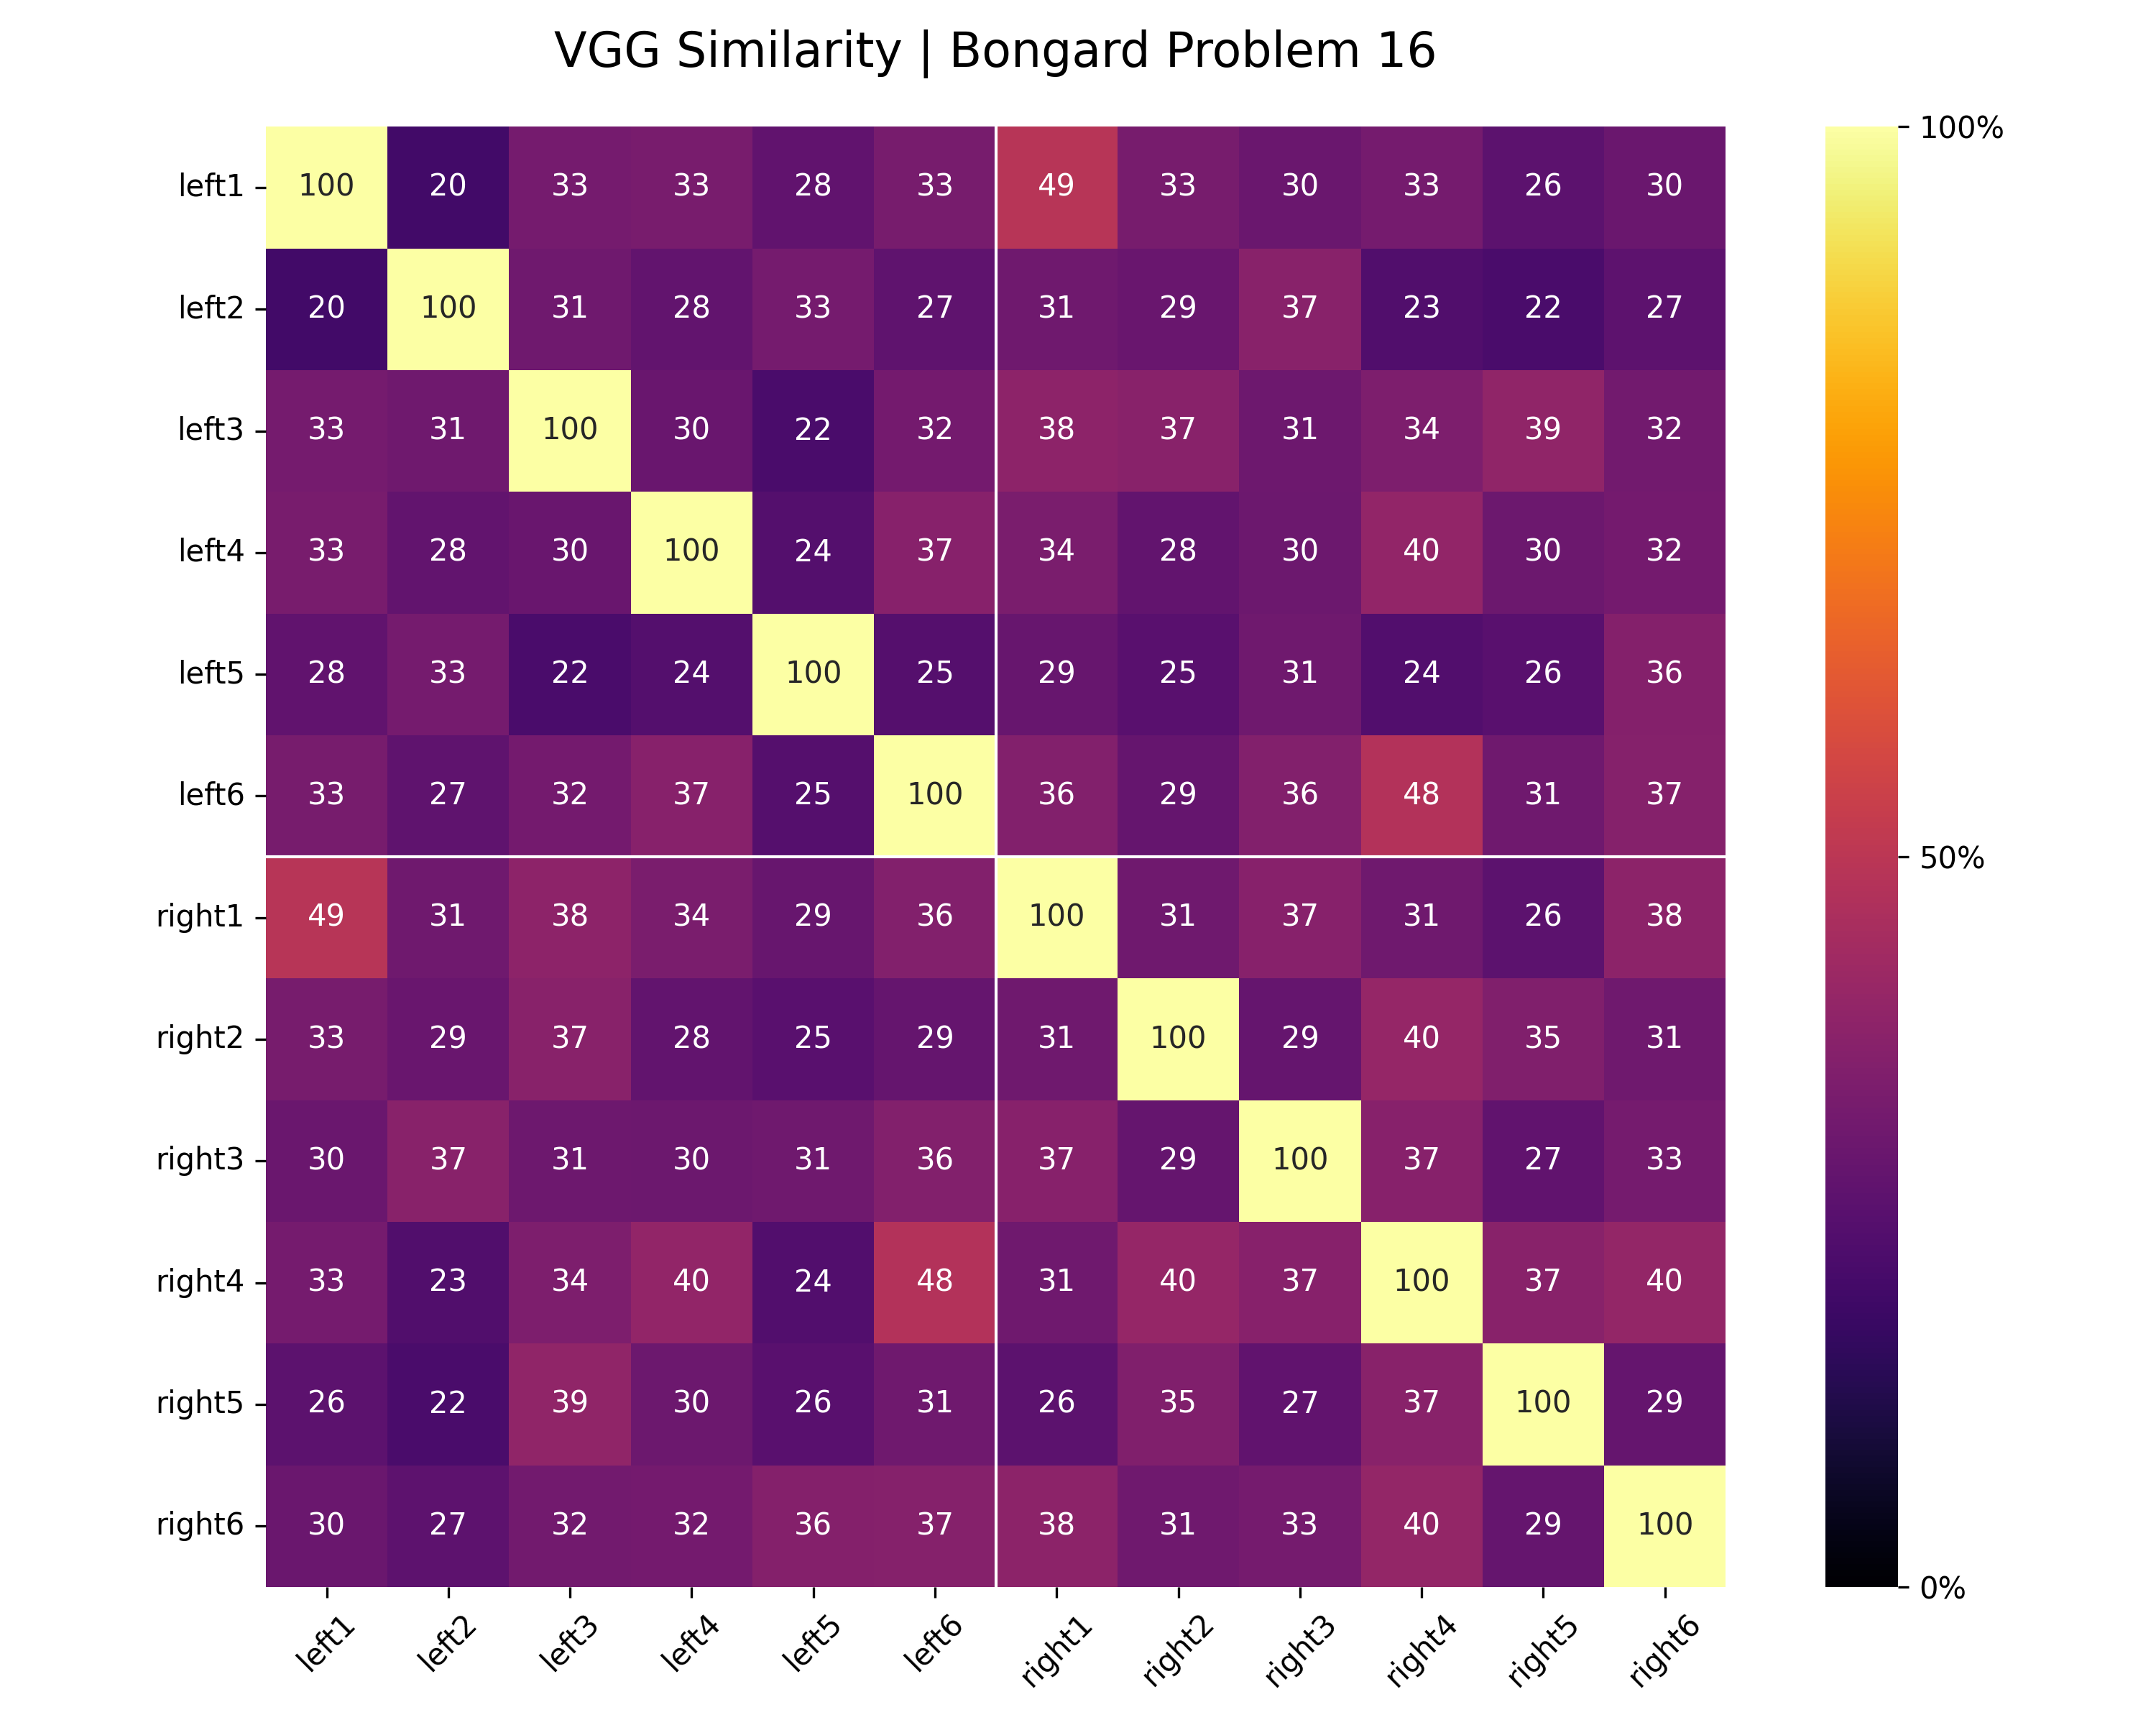 VGG Similarity | Bongard Problem 16
left1 100 20 33 33 28 33 49 33 30 33 26 30
left2 20 100 31 28 33 27 31 29 37 23 22 27
left3 33 31 100 30 22 32 38 37 31 34 39 32
left4 33 28 30 100 24 37 34 28 30 40 30 32
left5 28 33 22 24 100 25 29 25 31 24 26 36
left6 33 27 32 37 25 100 36 29 36 48 31 37
right1 49 31 38 34 29 36 100 31 37 31 26 38
right2 33 29 37 28 25 29 31 100 29 40 35 31
right3 30 37 31 30 31 36 37 29 100 37 27 33
right4 33 23 34 40 24 48 31 40 37 100 37 40
right5 26 22 39 30 26 31 26 35 27 37 100 29
right6 30 27 32 32 36 37 38 31 33 40 29 100
left1 left2 left3 left4 left5 left6 right1 right2 right3 right4 right5 right6
100%
50%
0%